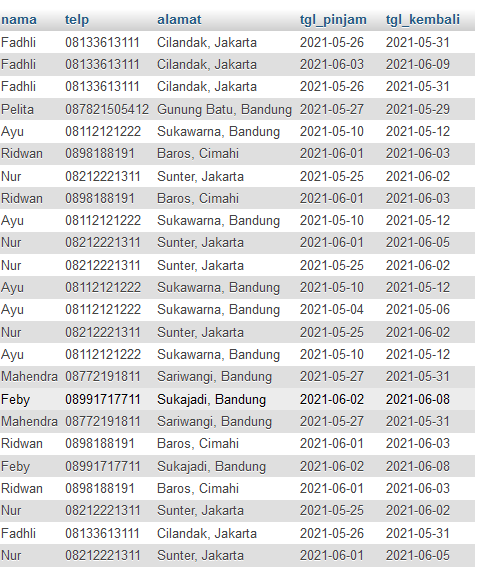 nama telp alamat tgl_pinjam tgl_kembali
Fadhli 08133613111 Cilandak, Jakarta 2021-05-26 2021-05-31
Fadhli 08133613111 Cilandak, Jakarta 2021-06-03 2021-06-09
Fadhli 08133613111 Cilandak, Jakarta 2021-05-26 2021-05-31
Pelita 087821505412 Gunung Batu, Bandung 2021-05-27 2021-05-29
Ayu 08112121222 Sukawarna, Bandung 2021-05-10 2021-05-12
Ridwan 0898188191 Baros, Cimahi 2021-06-01 2021-06-03
Nur 08212221311 Sunter, Jakarta 2021-05-25 2021-06-02
Ridwan 0898188191 Baros, Cimahi 2021-06-01 2021-06-03
Ayu 08112121222 Sukawarna, Bandung 2021-05-10 2021-05-12
Nur 08212221311 Sunter, Jakarta 2021-06-01 2021-06-05
Nur 08212221311 Sunter, Jakarta 2021-05-25 2021-06-02
Ayu 08112121222 Sukawarna, Bandung 2021-05-10 2021-05-12
Ayu 08112121222 Sukawarna, Bandung 2021-05-04 2021-05-06
Nur 08212221311 Sunter, Jakarta 2021-05-25 2021-06-02
Ayu 08112121222 Sukawarna, Bandung 2021-05-10 2021-05-12
Mahendra 08772191811 Sariwangi, Bandung 2021-05-27 2021-05-31
Feby 08991717711 Sukajadi, Bandung 2021-06-02 2021-06-08
Mahendra 08772191811 Sariwangi, Bandung 2021-05-27 2021-05-31
Ridwan 0898188191 Baros, Cimahi 2021-06-01 2021-06-03
Feby 08991717711 Sukajadi, Bandung 2021-06-02 2021-06-08
Ridwan 0898188191 Baros, Cimahi 2021-06-01 2021-06-03
Nur 08212221311 Sunter, Jakarta 2021-05-25 2021-06-02
Fadhli 08133613111 Cilandak, Jakarta 2021-05-26 2021-05-31
Nur 08212221311 Sunter, Jakarta 2021-06-01 2021-06-05